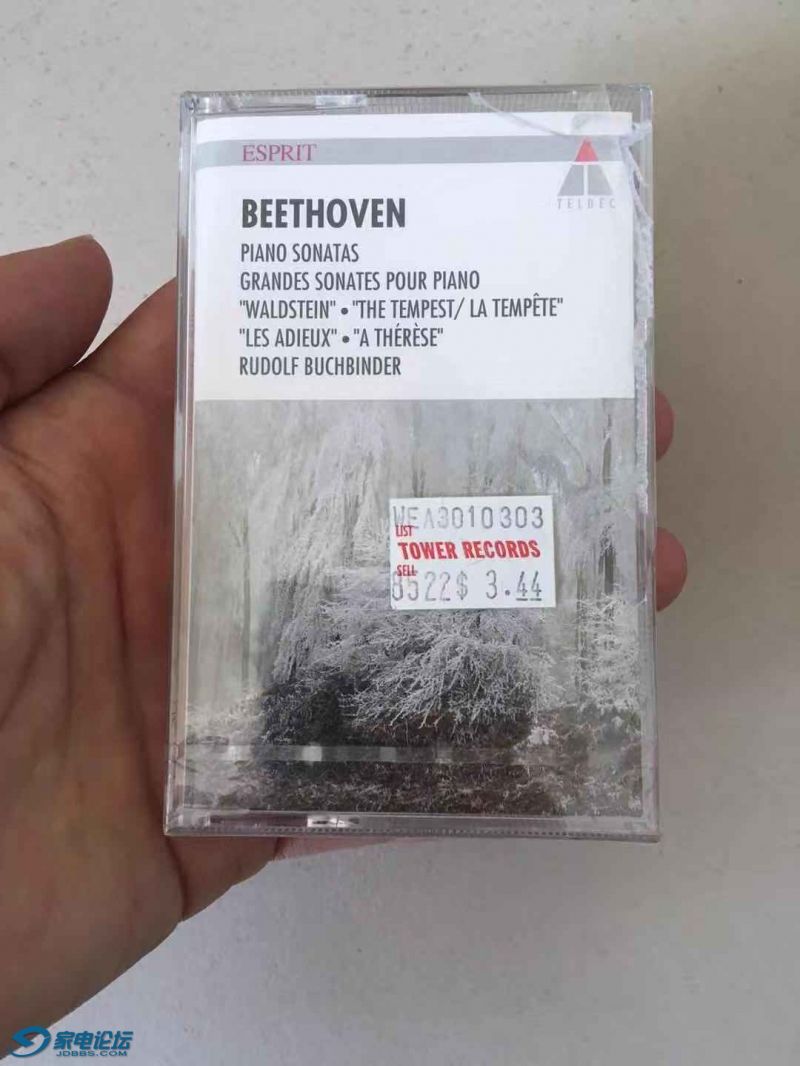 ESPRIT
TELDEC
BEETHOVEN
PIANO SONATAS
GRANDES SONATES POUR PIANO
"WALDSTEIN" • "THE TEMPEST/ LA TEMPÊTE"
"LES ADIEUX" • "A THÉRÈSE"
RUDOLF BUCHBINDER
WEA3010303
LIST
TOWER RECORDS
SELL
8522$ 3.44
家电论坛
JDBBS.COM